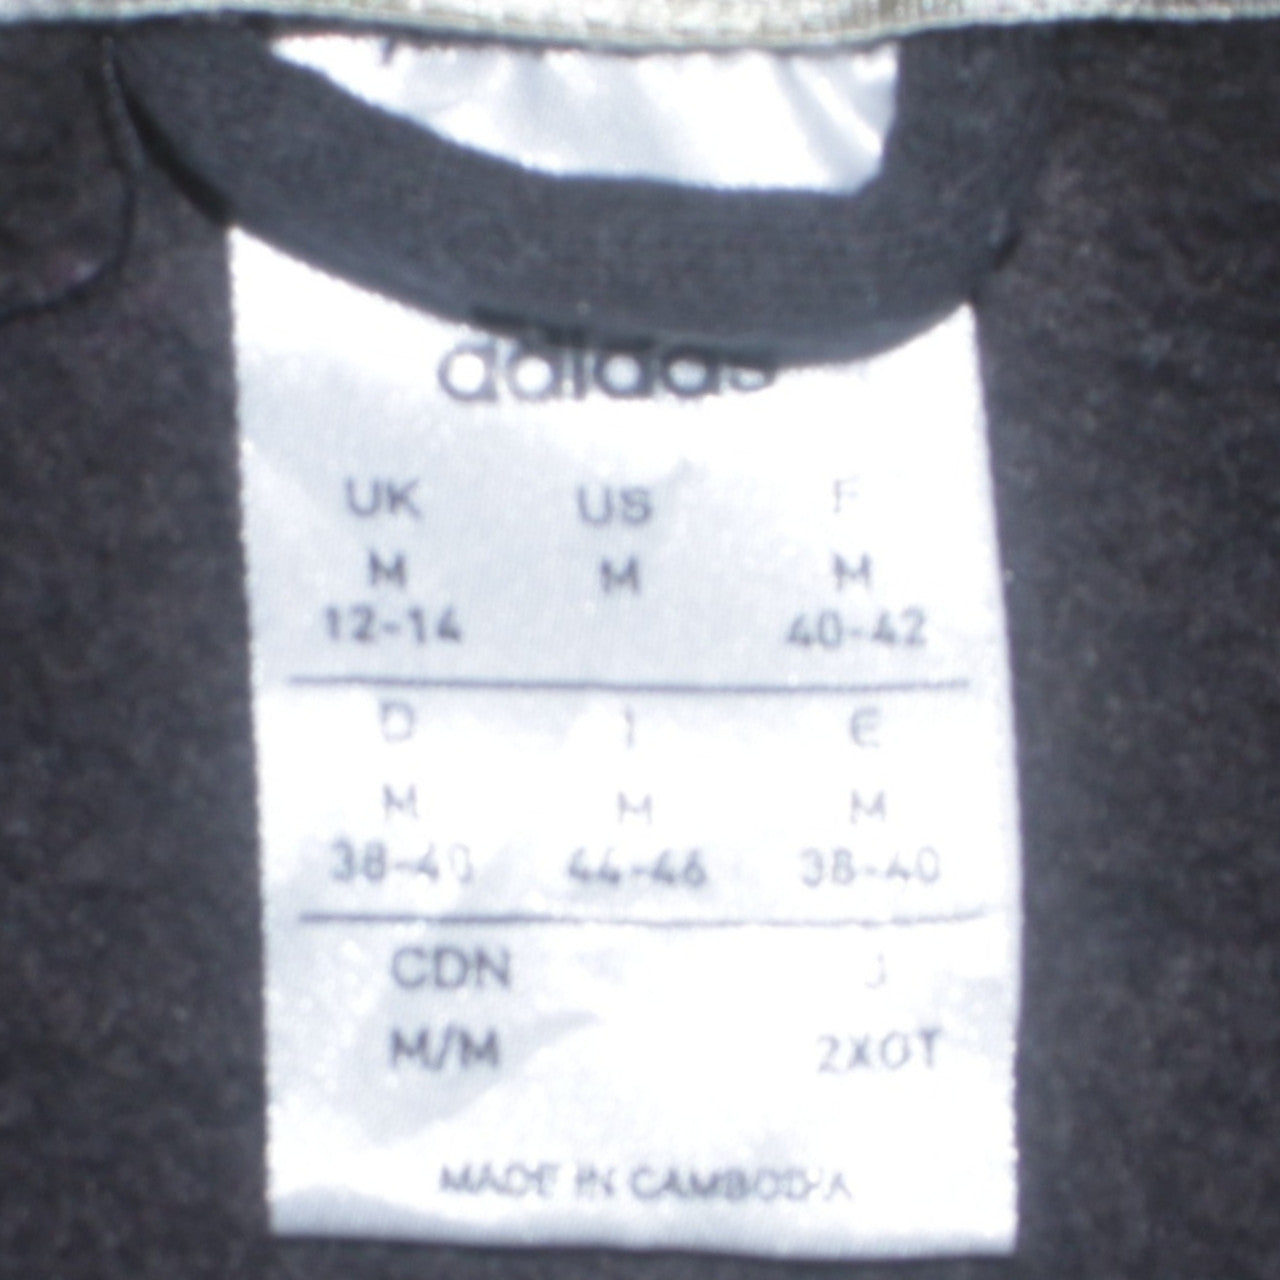 adidas
UK US F
M M M
12-14 40-42
D I E
M M M
38-40 44-46 38-40
CDN J
M/M 2XOT
MADE IN CAMBODIA